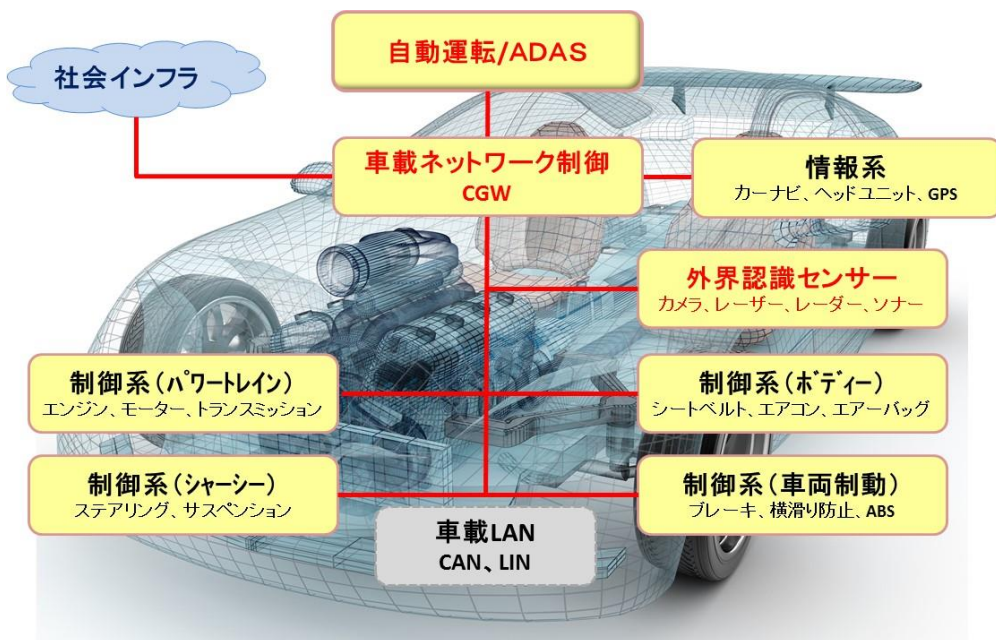 自動運転/ADAS
社会インフラ
車載ネットワーク制御
CGW
情報系
カーナビ、ヘッドユニット、GPS
外界認識センサー
カメラ、レーザー、レーダー、ソナー
制御系(ﾊﾟﾜートレイン)
エンジン、モーター、トランスミッション
制御系(ﾎﾞﾃﾞｨー)
シートベルト、エアコン、エアーバッグ
制御系(シャーシー)
ステアリング、サスペンション
制御系(車両制動)
ブレーキ、横滑り防止、ABS
車載LAN
CAN、LIN